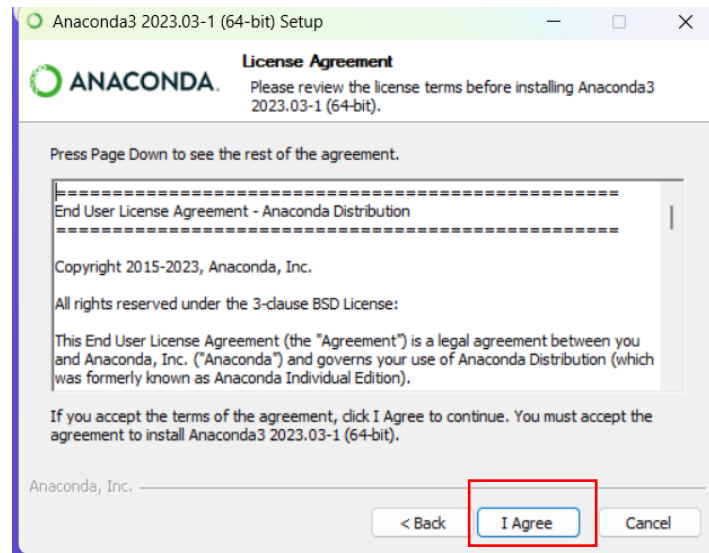 Anaconda3 2023.03-1 (64-bit) Setup
ANACONDA.
License Agreement
Please review the license terms before installing Anaconda3
2023.03-1 (64-bit).
Press Page Down to see the rest of the agreement.
==================================================
End User License Agreement - Anaconda Distribution
==================================================
Copyright 2015-2023, Anaconda, Inc.
All rights reserved under the 3-clause BSD License:
This End User License Agreement (the "Agreement") is a legal agreement between you
and Anaconda, Inc. ("Anaconda") and governs your use of Anaconda Distribution (which
was formerly known as Anaconda Individual Edition).
If you accept the terms of the agreement, click I Agree to continue. You must accept the
agreement to install Anaconda3 2023.03-1 (64-bit).
Anaconda, Inc.
< Back
I Agree
Cancel